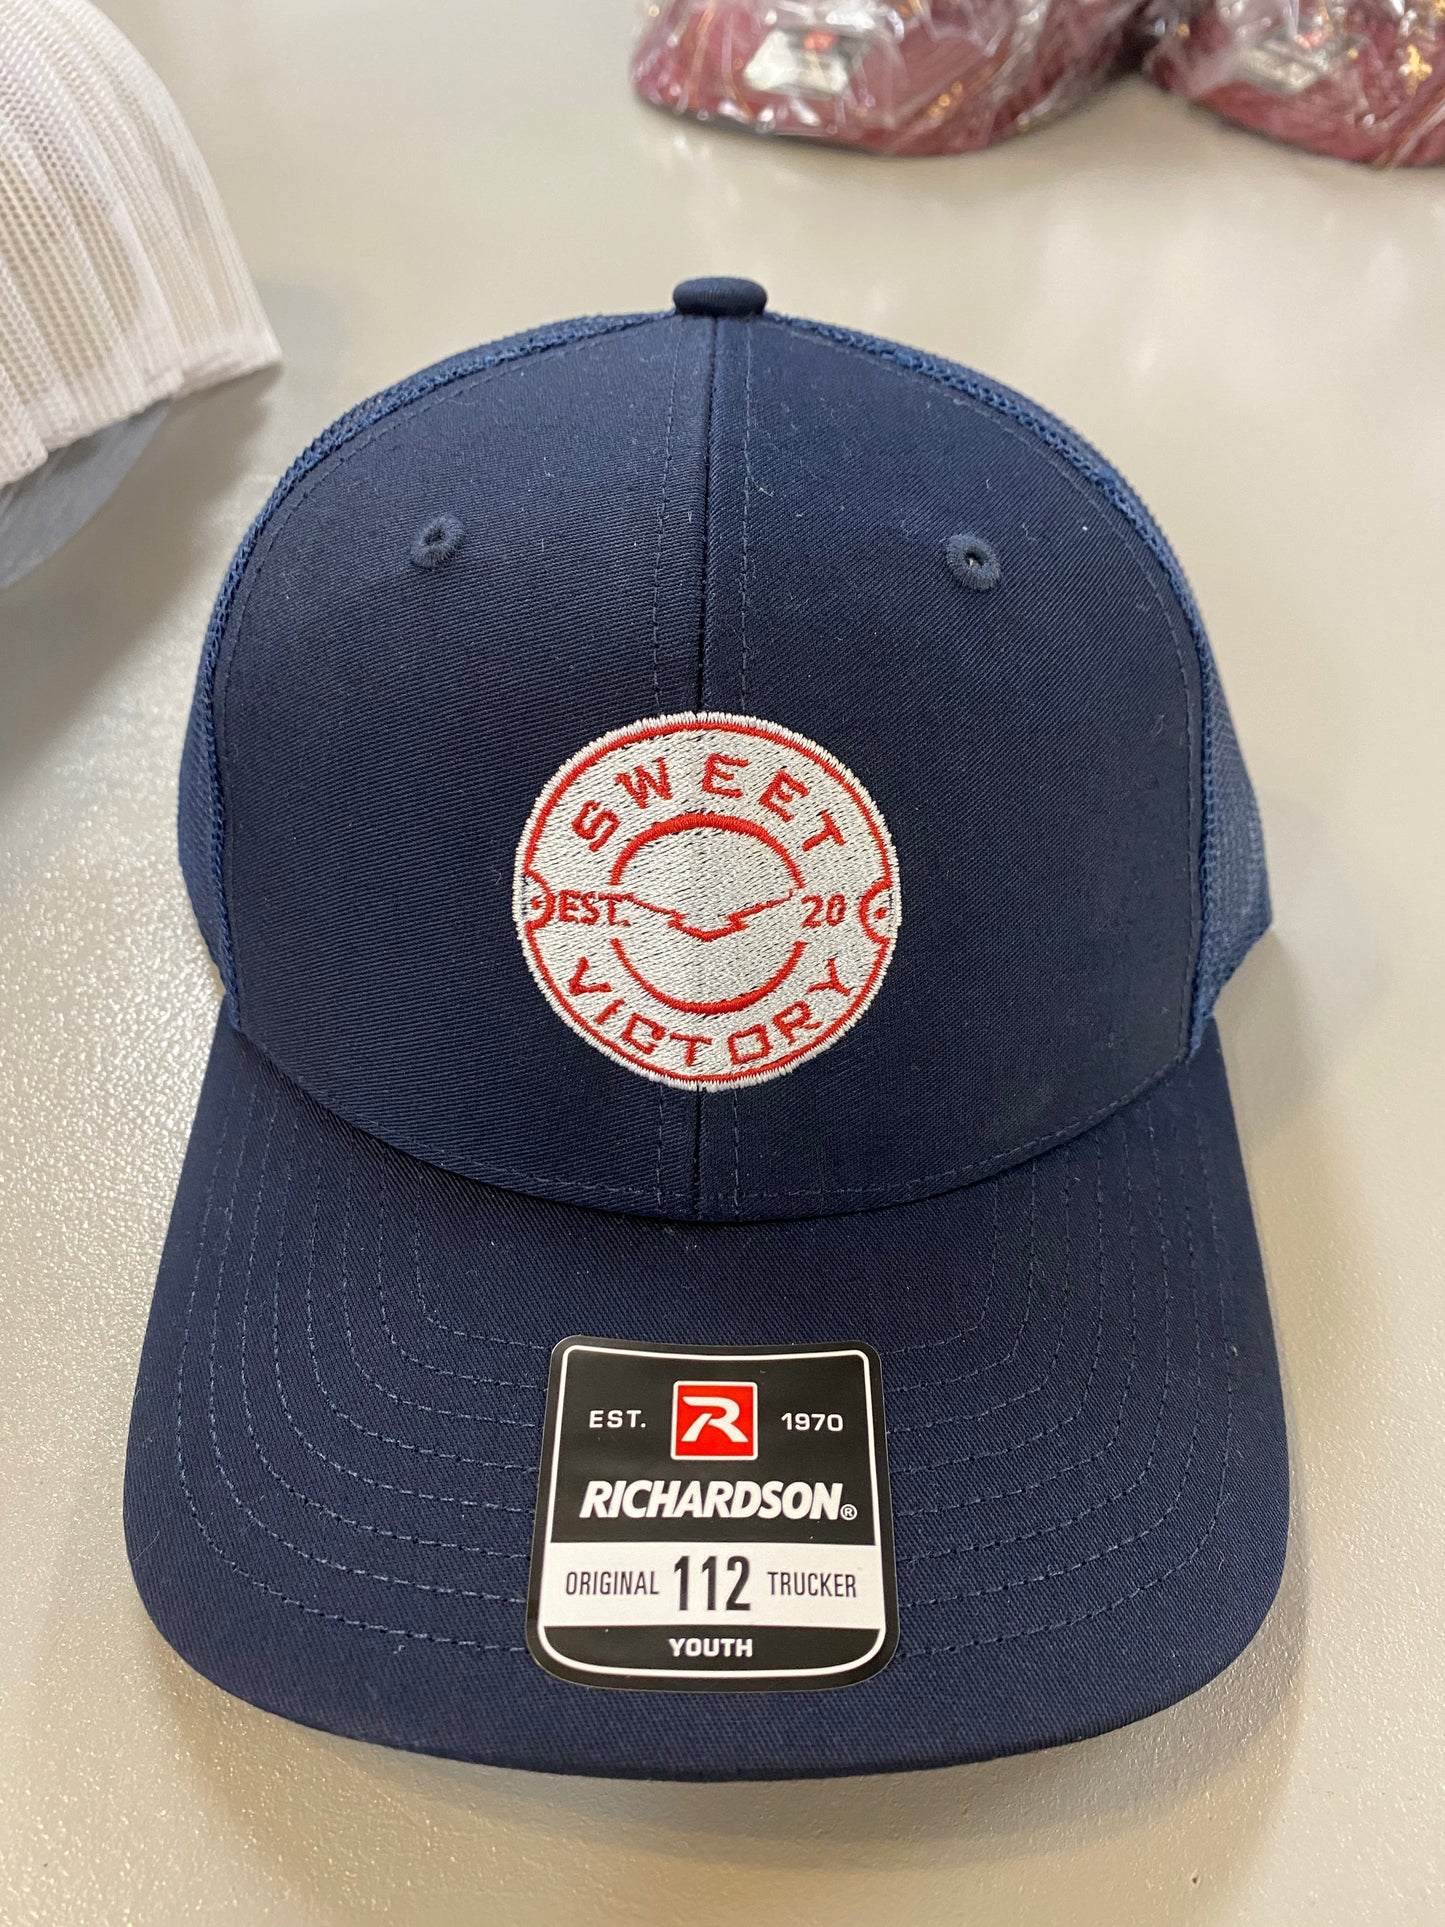 SWEET
EST. 20
VICTORY
EST. R 1970
RICHARDSON®
ORIGINAL 112 TRUCKER
YOUTH